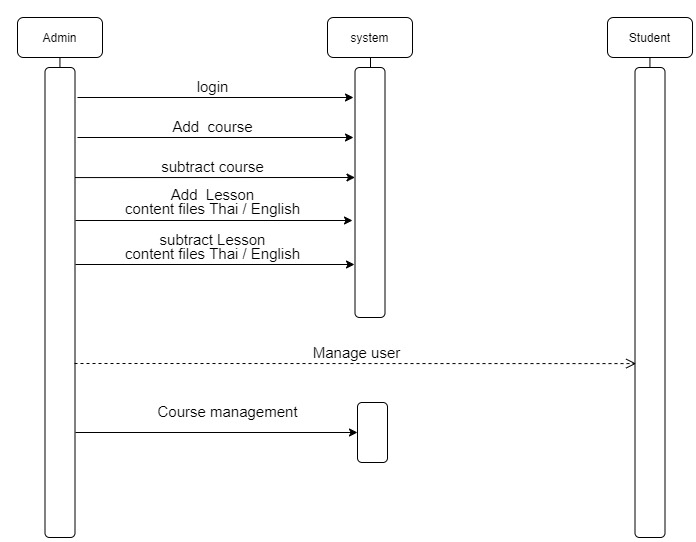 Admin
system
Student
login
Add course
subtract course
Add Lesson
content files Thai / English
subtract Lesson
content files Thai / English
Manage user
Course management